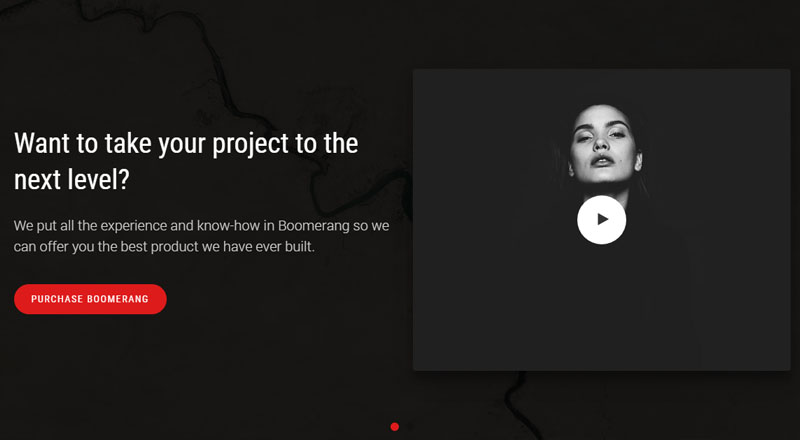 Want to take your project to the
next level?
We put all the experience and know-how in Boomerang so we
can offer you the best product we have ever built.
PURCHASE BOOMERANG